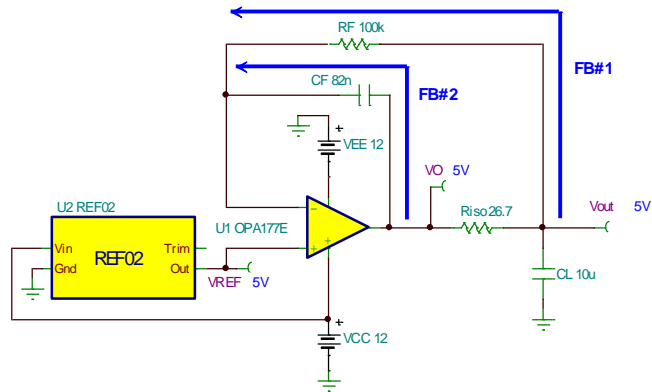 RF 100k
FB#1
CF 82n
FB#2
+
VEE 12
VO 5V
Riso 26.7
Vout 5V
U2 REF02
U1 OPA177E
Vin
Trim
REF02
Gnd
Out
VREF 5V
-
+
+
CL 10u
+
VCC 12